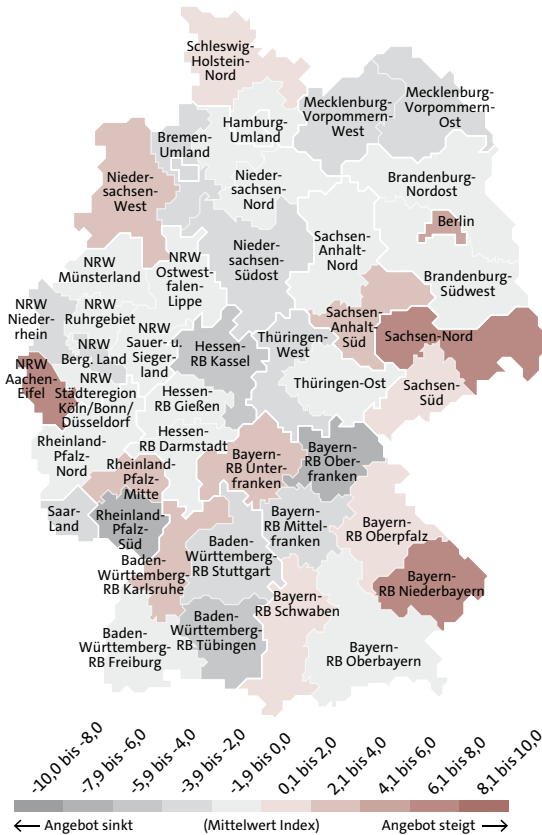 Schleswig-
Holstein-
Nord
Mecklenburg-
Vorpommern-
Ost
Mecklenburg-
Vorpommern-
West
Hamburg-
Umland
Bremen-
Umland
Nieder-
sachsen-
West
Nieder-
sachsen-
Nord
Brandenburg-
Nordost
Berlin
Sachsen-
Anhalt-
Nord
Nieder-
sachsen-
Südost
NRW
Münsterland
NRW
Ostwest-
falen-
Lippe
Brandenburg-
Südwest
NRW
Nieder-
rhein
NRW
Ruhrgebiet
NRW
Sauer- u.
Sieger-
land
NRW
Berg. Land
Hessen-
RB Kassel
Thüringen-
West
Sachsen-
Anhalt-
Süd
Sachsen-Nord
NRW
Aachen-
Eifel
NRW
Städteregion
Köln/Bonn/
Düsseldorf
Hessen-
RB Gießen
Thüringen-Ost
Sachsen-
Süd
Hessen-
RB Darmstadt
Rheinland-
Pfalz-
Nord
Rheinland-
Pfalz-
Mitte
Bayern-
RB Unter-
franken
Bayern-
RB Ober-
franken
Saar-
Land
Rheinland-
Pfalz-
Süd
Bayern-
RB Mittel-
franken
Bayern-
RB Oberpfalz
Baden-
Württemberg-
RB Stuttgart
Baden-
Württemberg-
RB Karlsruhe
Bayern-
RB Niederbayern
Bayern-
RB Schwaben
Baden-
Württemberg-
RB Tübingen
Baden-
Württemberg-
RB Freiburg
Bayern-
RB Oberbayern
-10,0 bis -8,0
-7,9 bis -6,0
-5,9 bis -4,0
-3,9 bis -2,0
-1,9 bis 0,0
0,1 bis 2,0
2,1 bis 4,0
4,1 bis 6,0
6,1 bis 8,0
8,1 bis 10,0
Angebot sinkt
(Mittelwert Index)
Angebot steigt